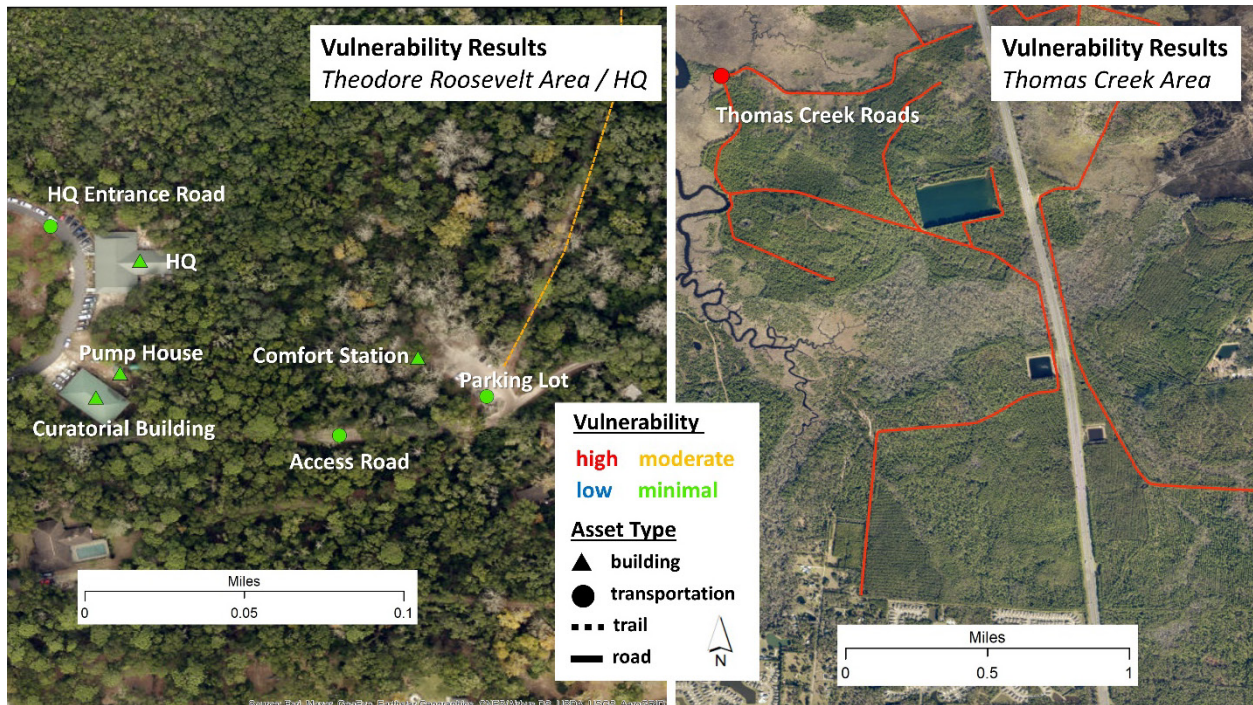 Vulnerability Results
Theodore Roosevelt Area / HQ
HQ Entrance Road
HQ
Pump House
Comfort Station
Parking Lot
Curatorial Building
Access Road
Miles
0 0.05 0.1
Vulnerability Results
Thomas Creek Area
Thomas Creek Roads
Vulnerability
high moderate
low minimal
Asset Type
building
transportation
trail
road
N
Miles
0 0.5 1